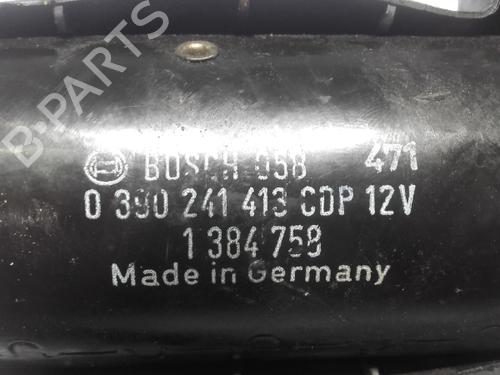 B-PARTS
BOSCH 058 471
0 390 241 413 CDP 12V
1 384 758
Made in Germany